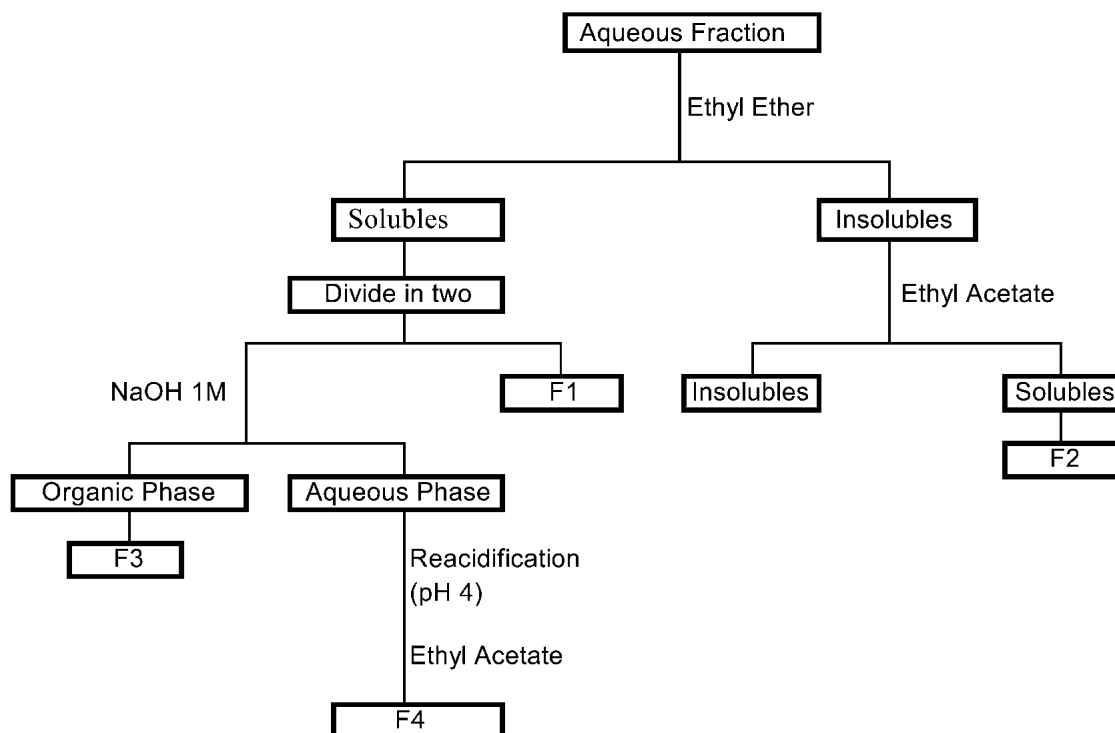 Aqueous Fraction
Ethyl Ether
Solubles
Insolubles
Divide in two
Ethyl Acetate
NaOH 1M
F1
Insolubles
Solubles
F2
Organic Phase
Aqueous Phase
F3
Reacidification
(pH 4)
Ethyl Acetate
F4